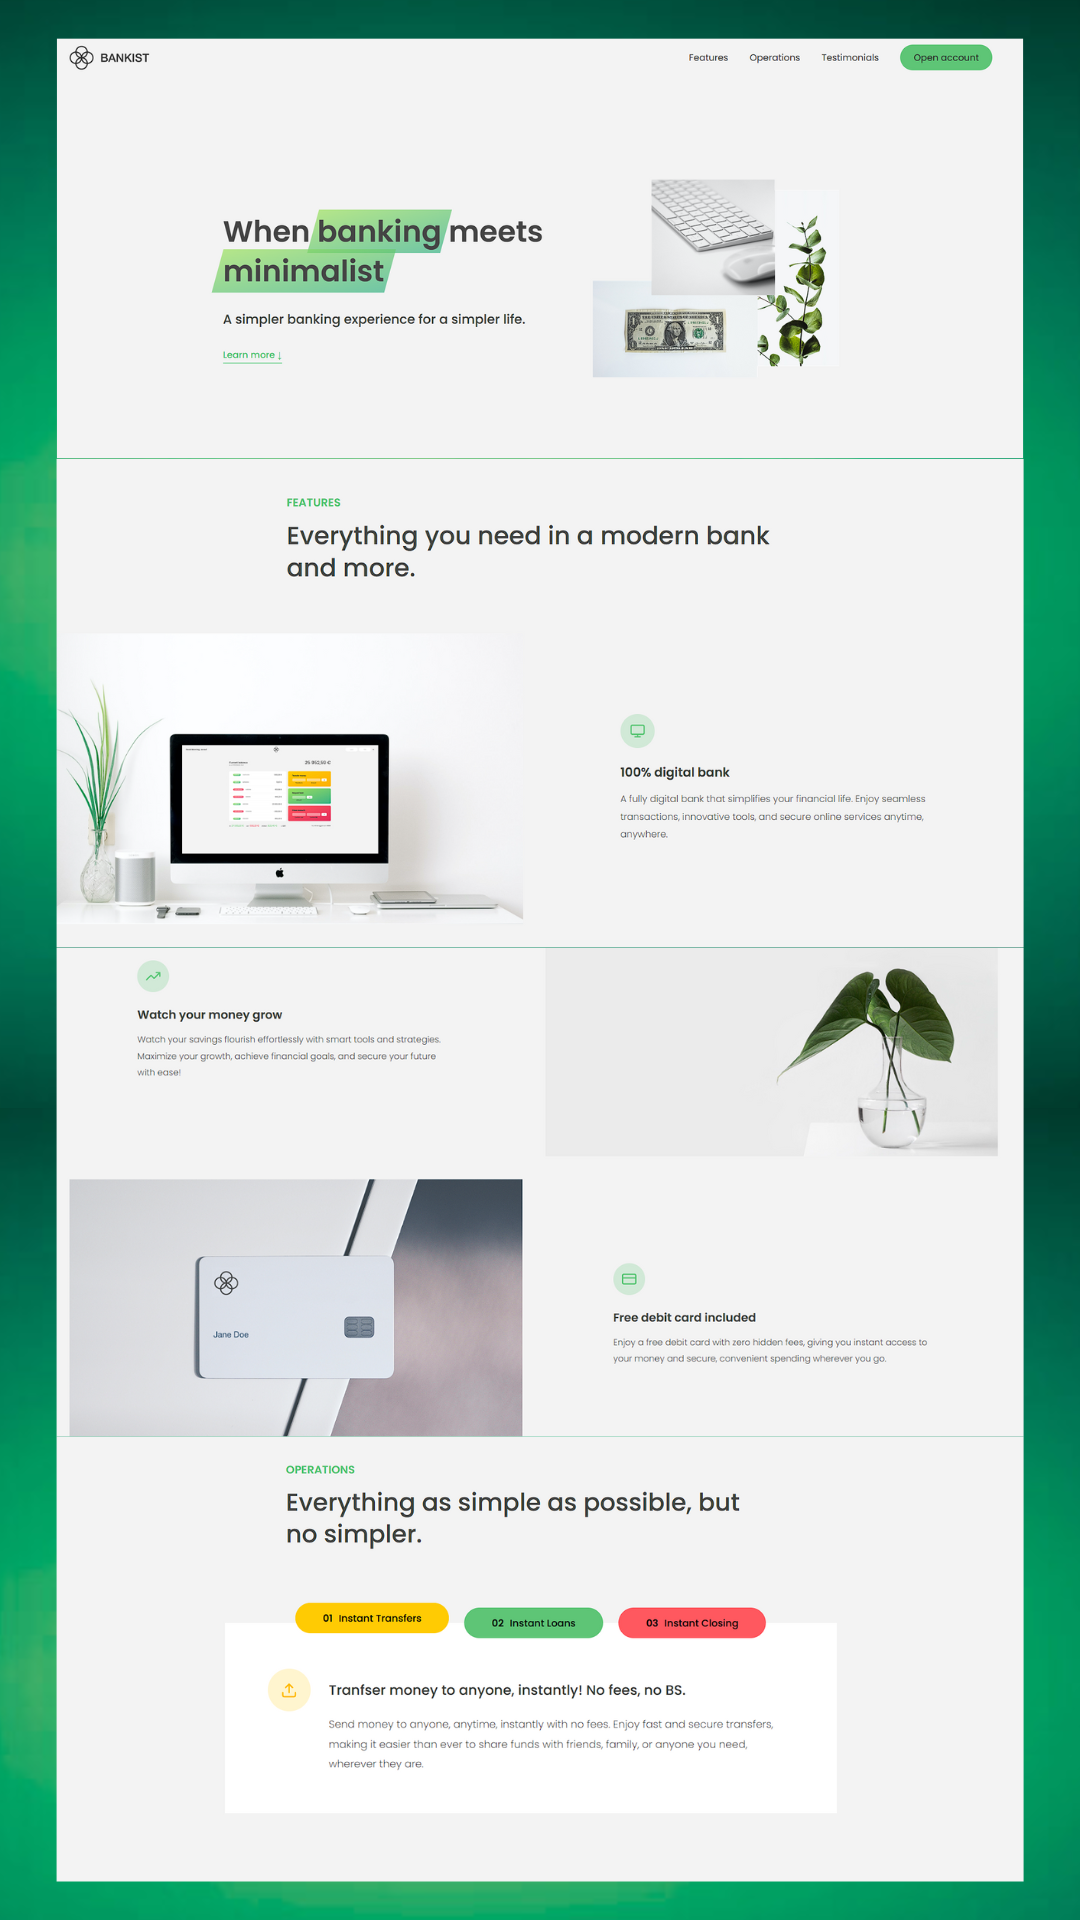 BANKIST
Features
Operations
Testimonials
Open account
When banking meets
minimalist
A simpler banking experience for a simpler life.
Learn more ↓
FEATURES
Everything you need in a modern bank
and more.
100% digital bank
A fully digital bank that simplifies your financial life. Enjoy seamless
transactions, innovative tools, and secure online services anytime,
anywhere.
Watch your money grow
Watch your savings flourish effortlessly with smart tools and strategies.
Maximize your growth, achieve financial goals, and secure your future
with ease!
Jane Doe
Free debit card included
Enjoy a free debit card with zero hidden fees, giving you instant access to
your money and secure, convenient spending wherever you go.
OPERATIONS
Everything as simple as possible, but
no simpler.
01 Instant Transfers
02 Instant Loans
03 Instant Closing
Tranfser money to anyone, instantly! No fees, no BS.
Send money to anyone, anytime, instantly with no fees. Enjoy fast and secure transfers,
making it easier than ever to share funds with friends, family, or anyone you need,
wherever they are.